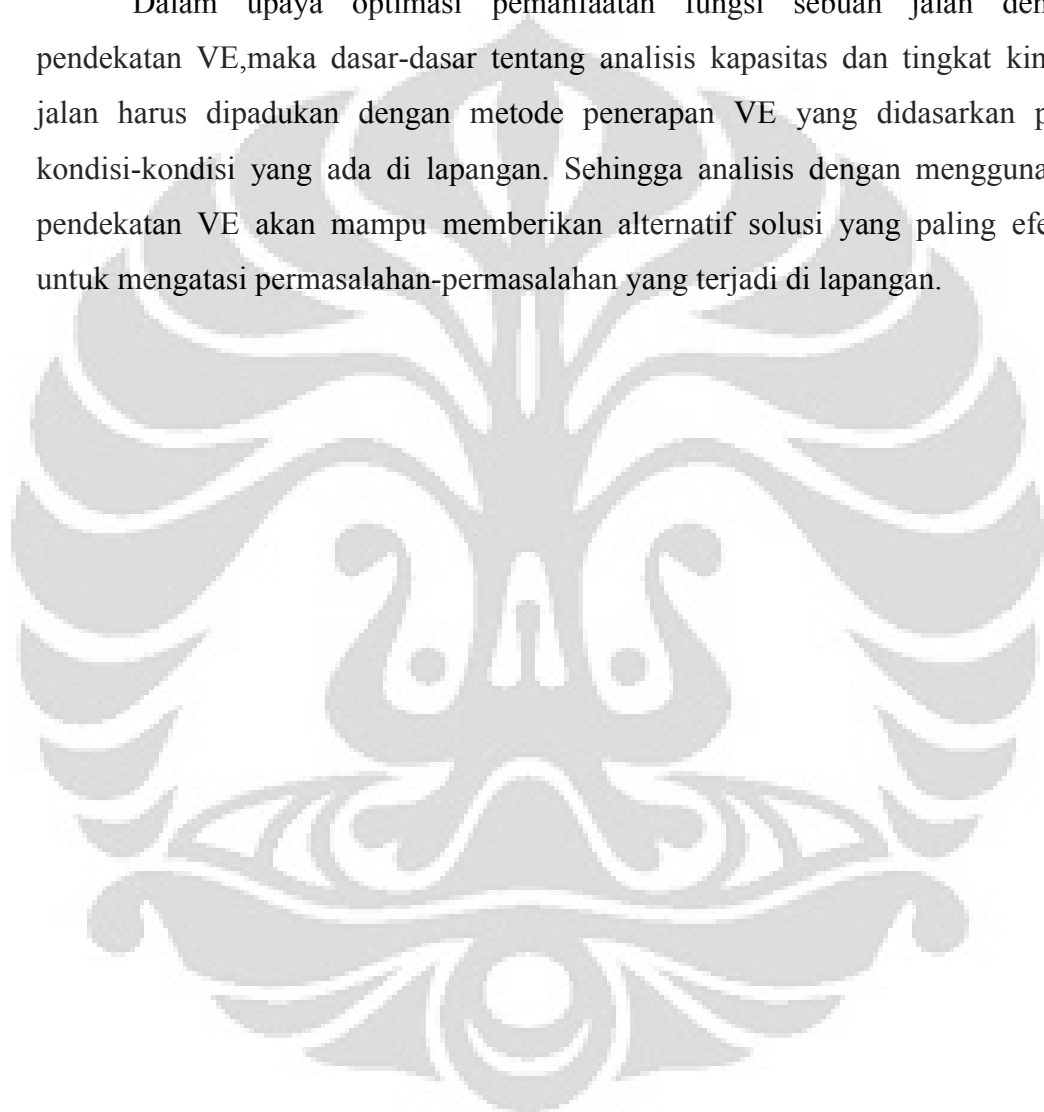 Dalam upaya optimasi pemanfaatan fungsi sebuah jalan den
pendekatan VE,maka dasar-dasar tentang analisis kapasitas dan tingkat kin
jalan harus dipadukan dengan metode penerapan VE yang didasarkan p
kondisi-kondisi yang ada di lapangan. Sehingga analisis dengan mengguna
pendekatan VE akan mampu memberikan alternatif solusi yang paling efe
untuk mengatasi permasalahan-permasalahan yang terjadi di lapangan.